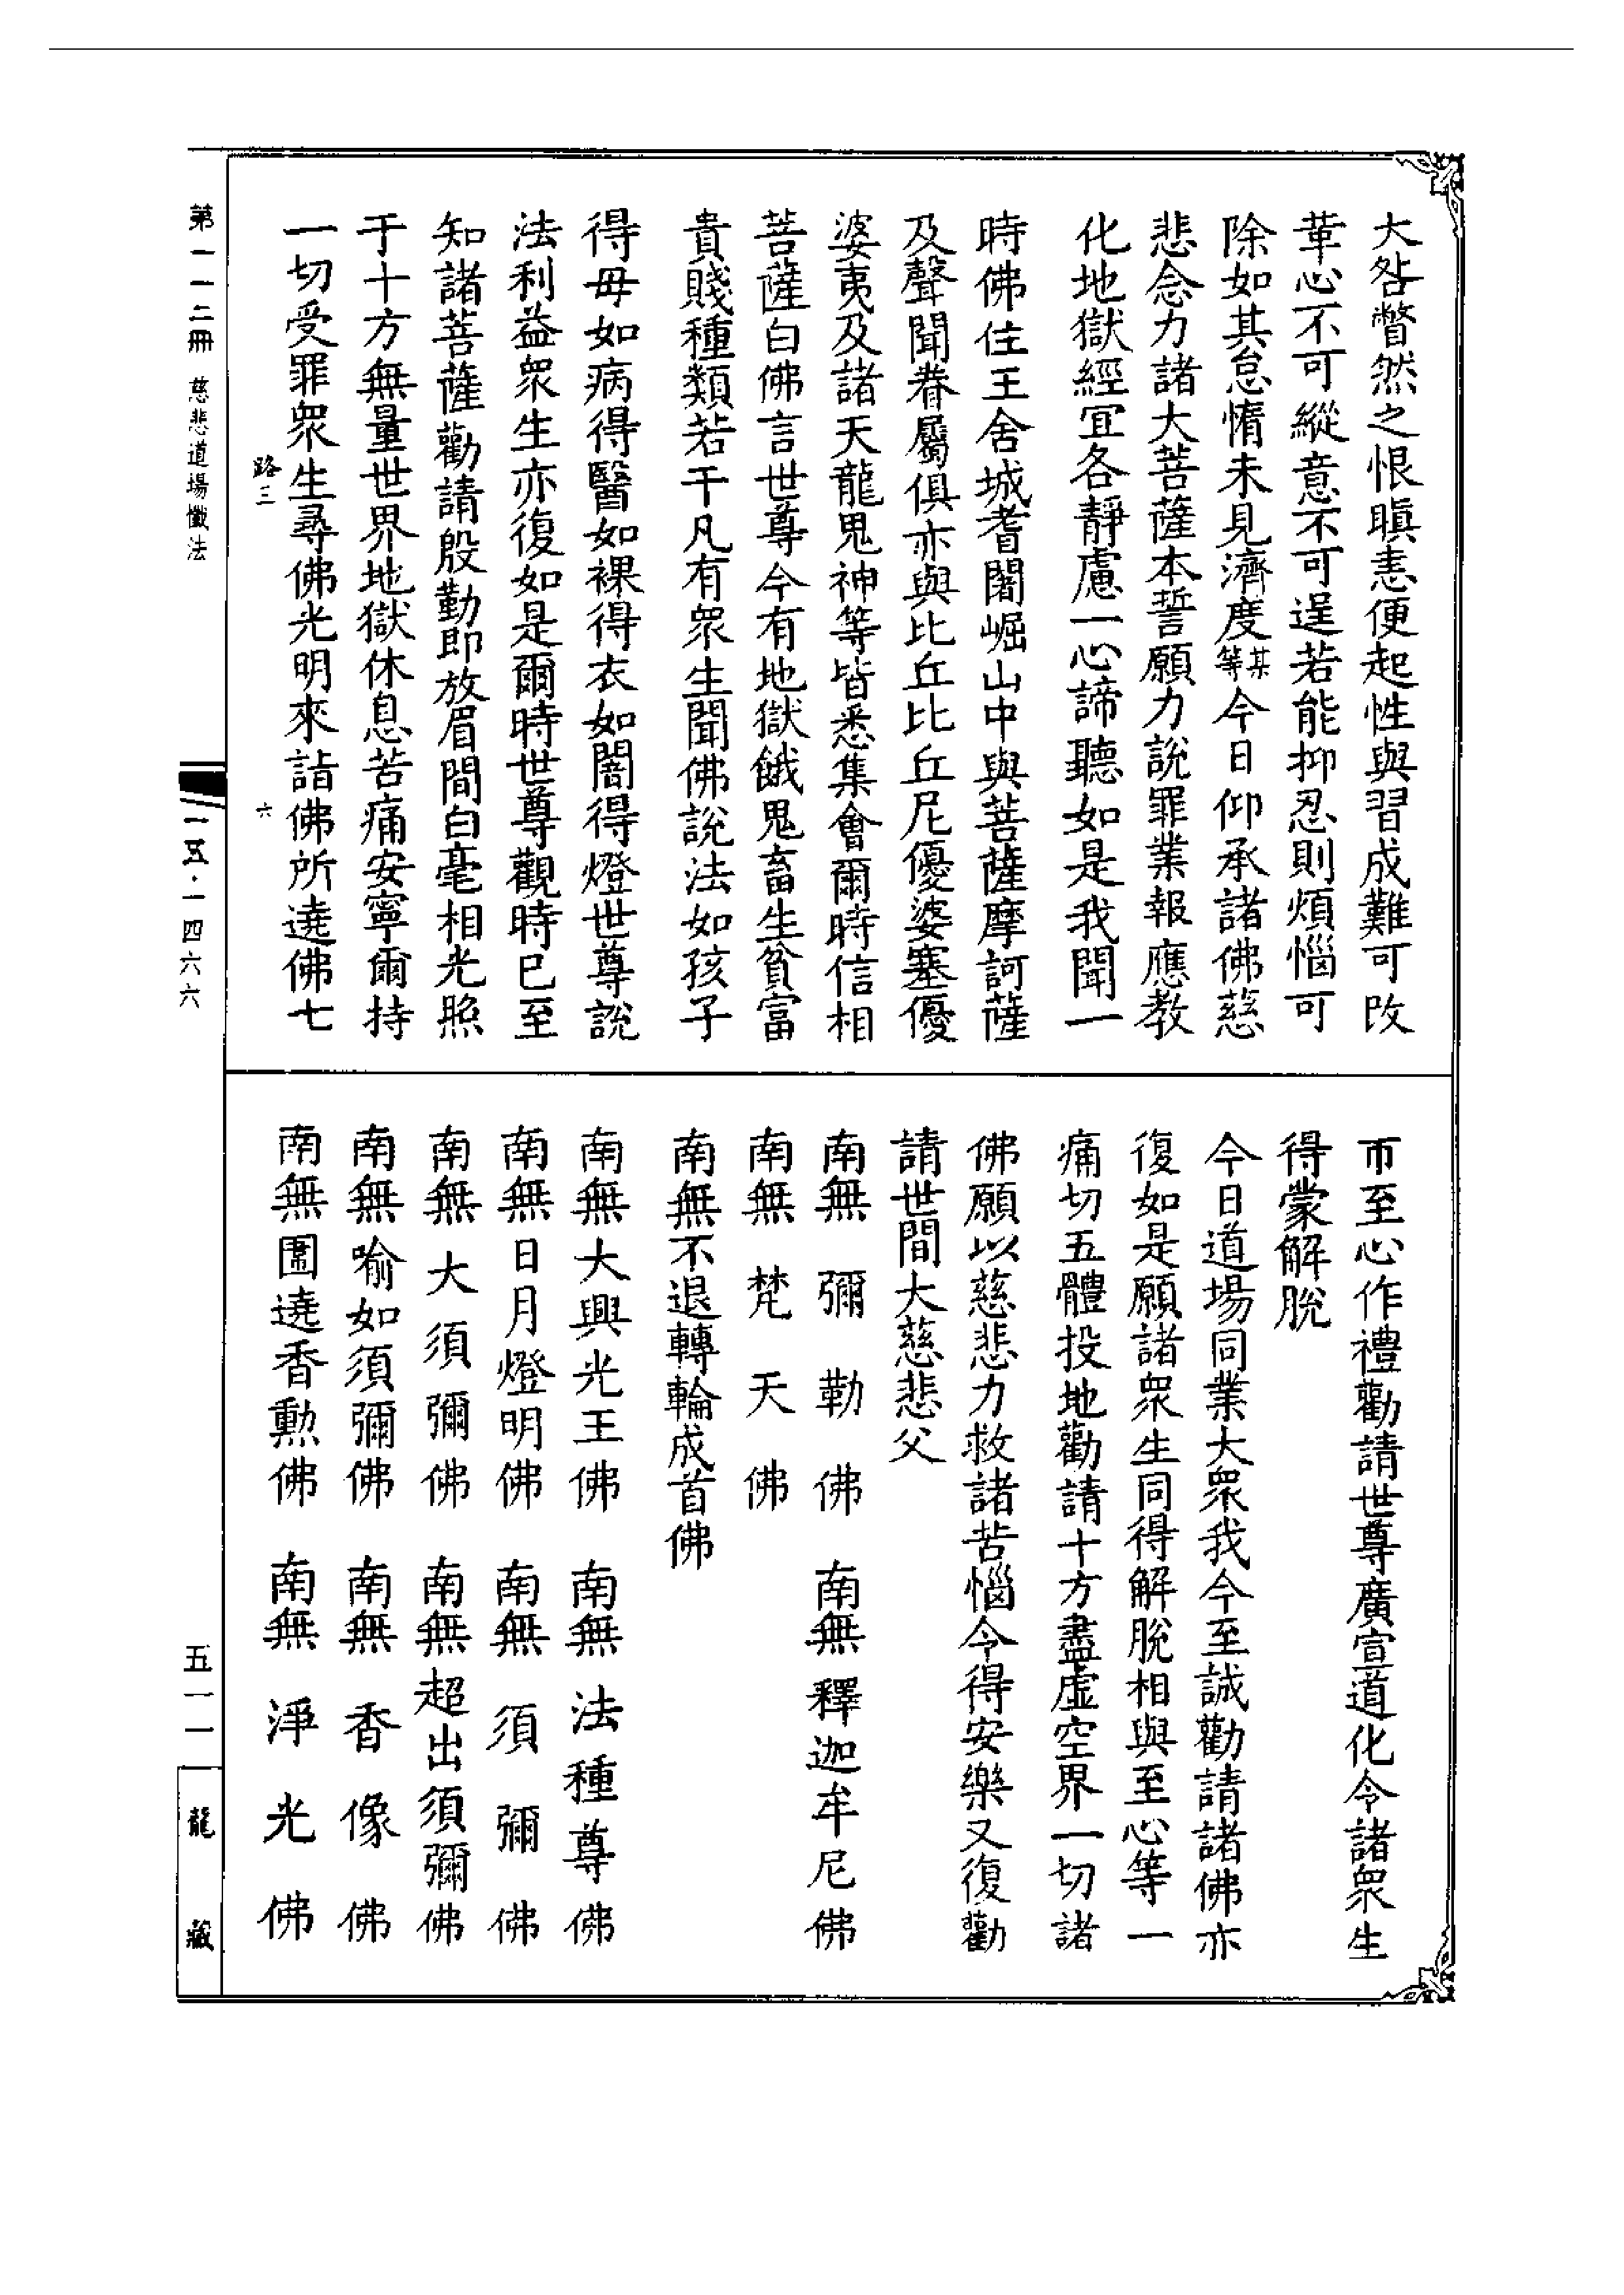 大咎瞥然之恨瞋恚便起性與習成難可改
革心不可縱意不可逞若能抑忍則煩惱可
除如其怠惰未見濟度某等今日仰承諸佛慈
悲念力諸大菩薩本誓願力說罪業報應教
化地獄經宜各靜慮一心諦聽如是我聞一
時佛住王舍城耆闍崛山中與菩薩摩訶薩
及聲聞眷屬俱亦與比丘比丘尼優婆塞優
婆夷及諸天龍鬼神等皆悉集會爾時信相
菩薩白佛言世尊今有地獄餓鬼畜生貧富
貴賤種類若干凡有衆生聞佛說法如孩子
得母如病得醫如裸得衣如闇得燈世尊說
法利益衆生亦復如是爾時世尊觀時已至
知諸菩薩勸請殷勤即放眉間白毫相光照
于十方無量世界地獄休息苦痛安寧爾持
一切受罪衆生尋佛光明來詣佛所遶佛七
路三
六
帀至心作禮勸請世尊廣宣道化令諸衆生
得蒙解脫
今日道場同業大衆我今至誠勸請諸佛亦
復如是願諸衆生同得解脫相與至心等一
痛切五體投地勸請十方盡虛空界一切諸
佛願以慈悲力救諸苦惱令得安樂又復勸
請世間大慈悲父
南無彌勒佛 南無釋迦牟尼佛
南無梵天佛
南無不退轉輪成首佛
南無大興光王佛 南無法種尊佛
南無日月燈明佛 南無須彌佛
南無大須彌佛 南無超出須彌佛
南無喻如須彌佛 南無香像佛
南無圍遶香勳佛 南無淨光佛
第一一三冊 慈悲道場懺法
一五·一四六六
五一一
龍藏